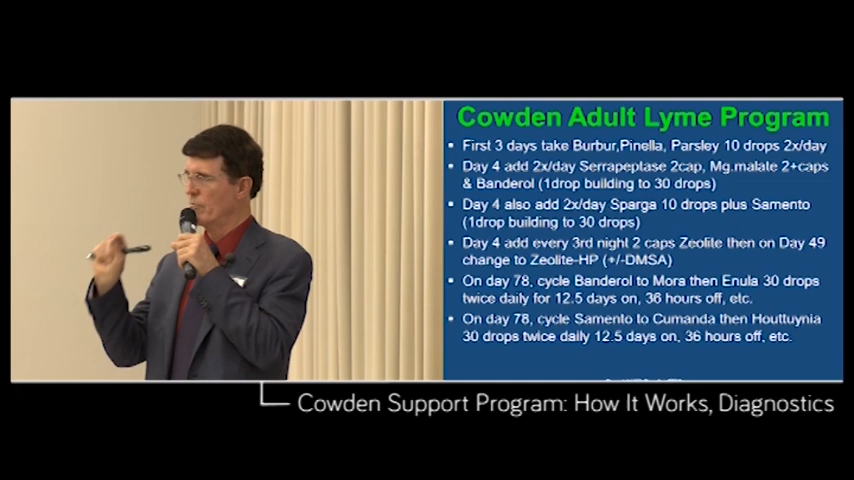 Cowden Adult Lyme Program
• First 3 days take Burbur,Pinella, Parsley 10 drops 2x/day
• Day 4 add 2x/day Serrapeptase 2cap, Mg.malate 2+caps
& Banderol (1drop building to 30 drops)
• Day 4 also add 2x/day Sparga 10 drops plus Samento
(1drop building to 30 drops)
• Day 4 add every 3rd night 2 caps Zeolite then on Day 49
change to Zeolite-HP (+/-DMSA)
• On day 78, cycle Banderol to Mora then Enula 30 drops
twice daily for 12.5 days on, 36 hours off, etc.
• On day 78, cycle Samento to Cumanda then Houttuynia
30 drops twice daily 12.5 days on, 36 hours off, etc.
Cowden Support Program: How It Works, Diagnostics